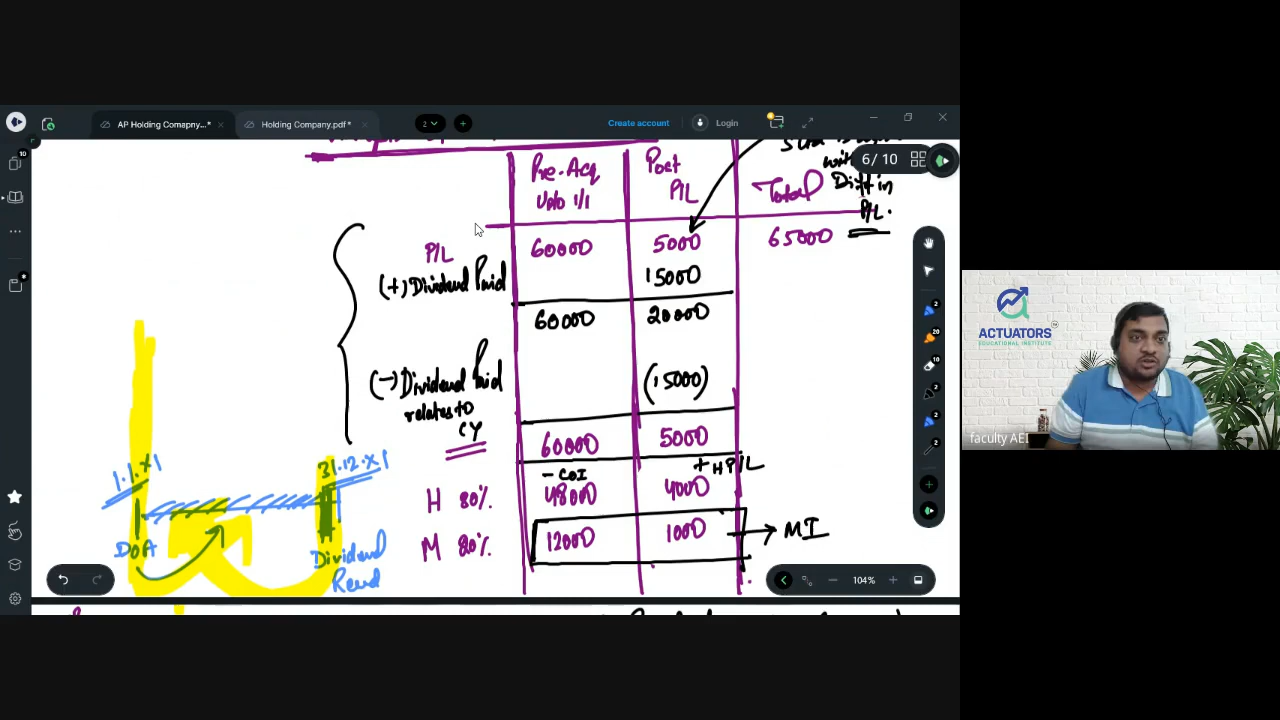 AP Holding Comapny...*
Holding Company.pdf*
2
Create account
Login
6 / 10
with
Diff in
P/L.
Pre-Acq
Upto 1/1
Post
P/L
Total
P/L 60000 5000 65000
(+) Dividend Paid 15000
60000 20000
(-) Dividend Paid (15000)
relates to
CY
60000 5000
- COI + H P/L
H 80% 48000 4000
M 80% 12000 1000 → MI
1.1.X1
31.12.X1
DOA
Dividend
Recd
104%
ACTUATORS
EDUCATIONAL INSTITUTE
faculty AEI